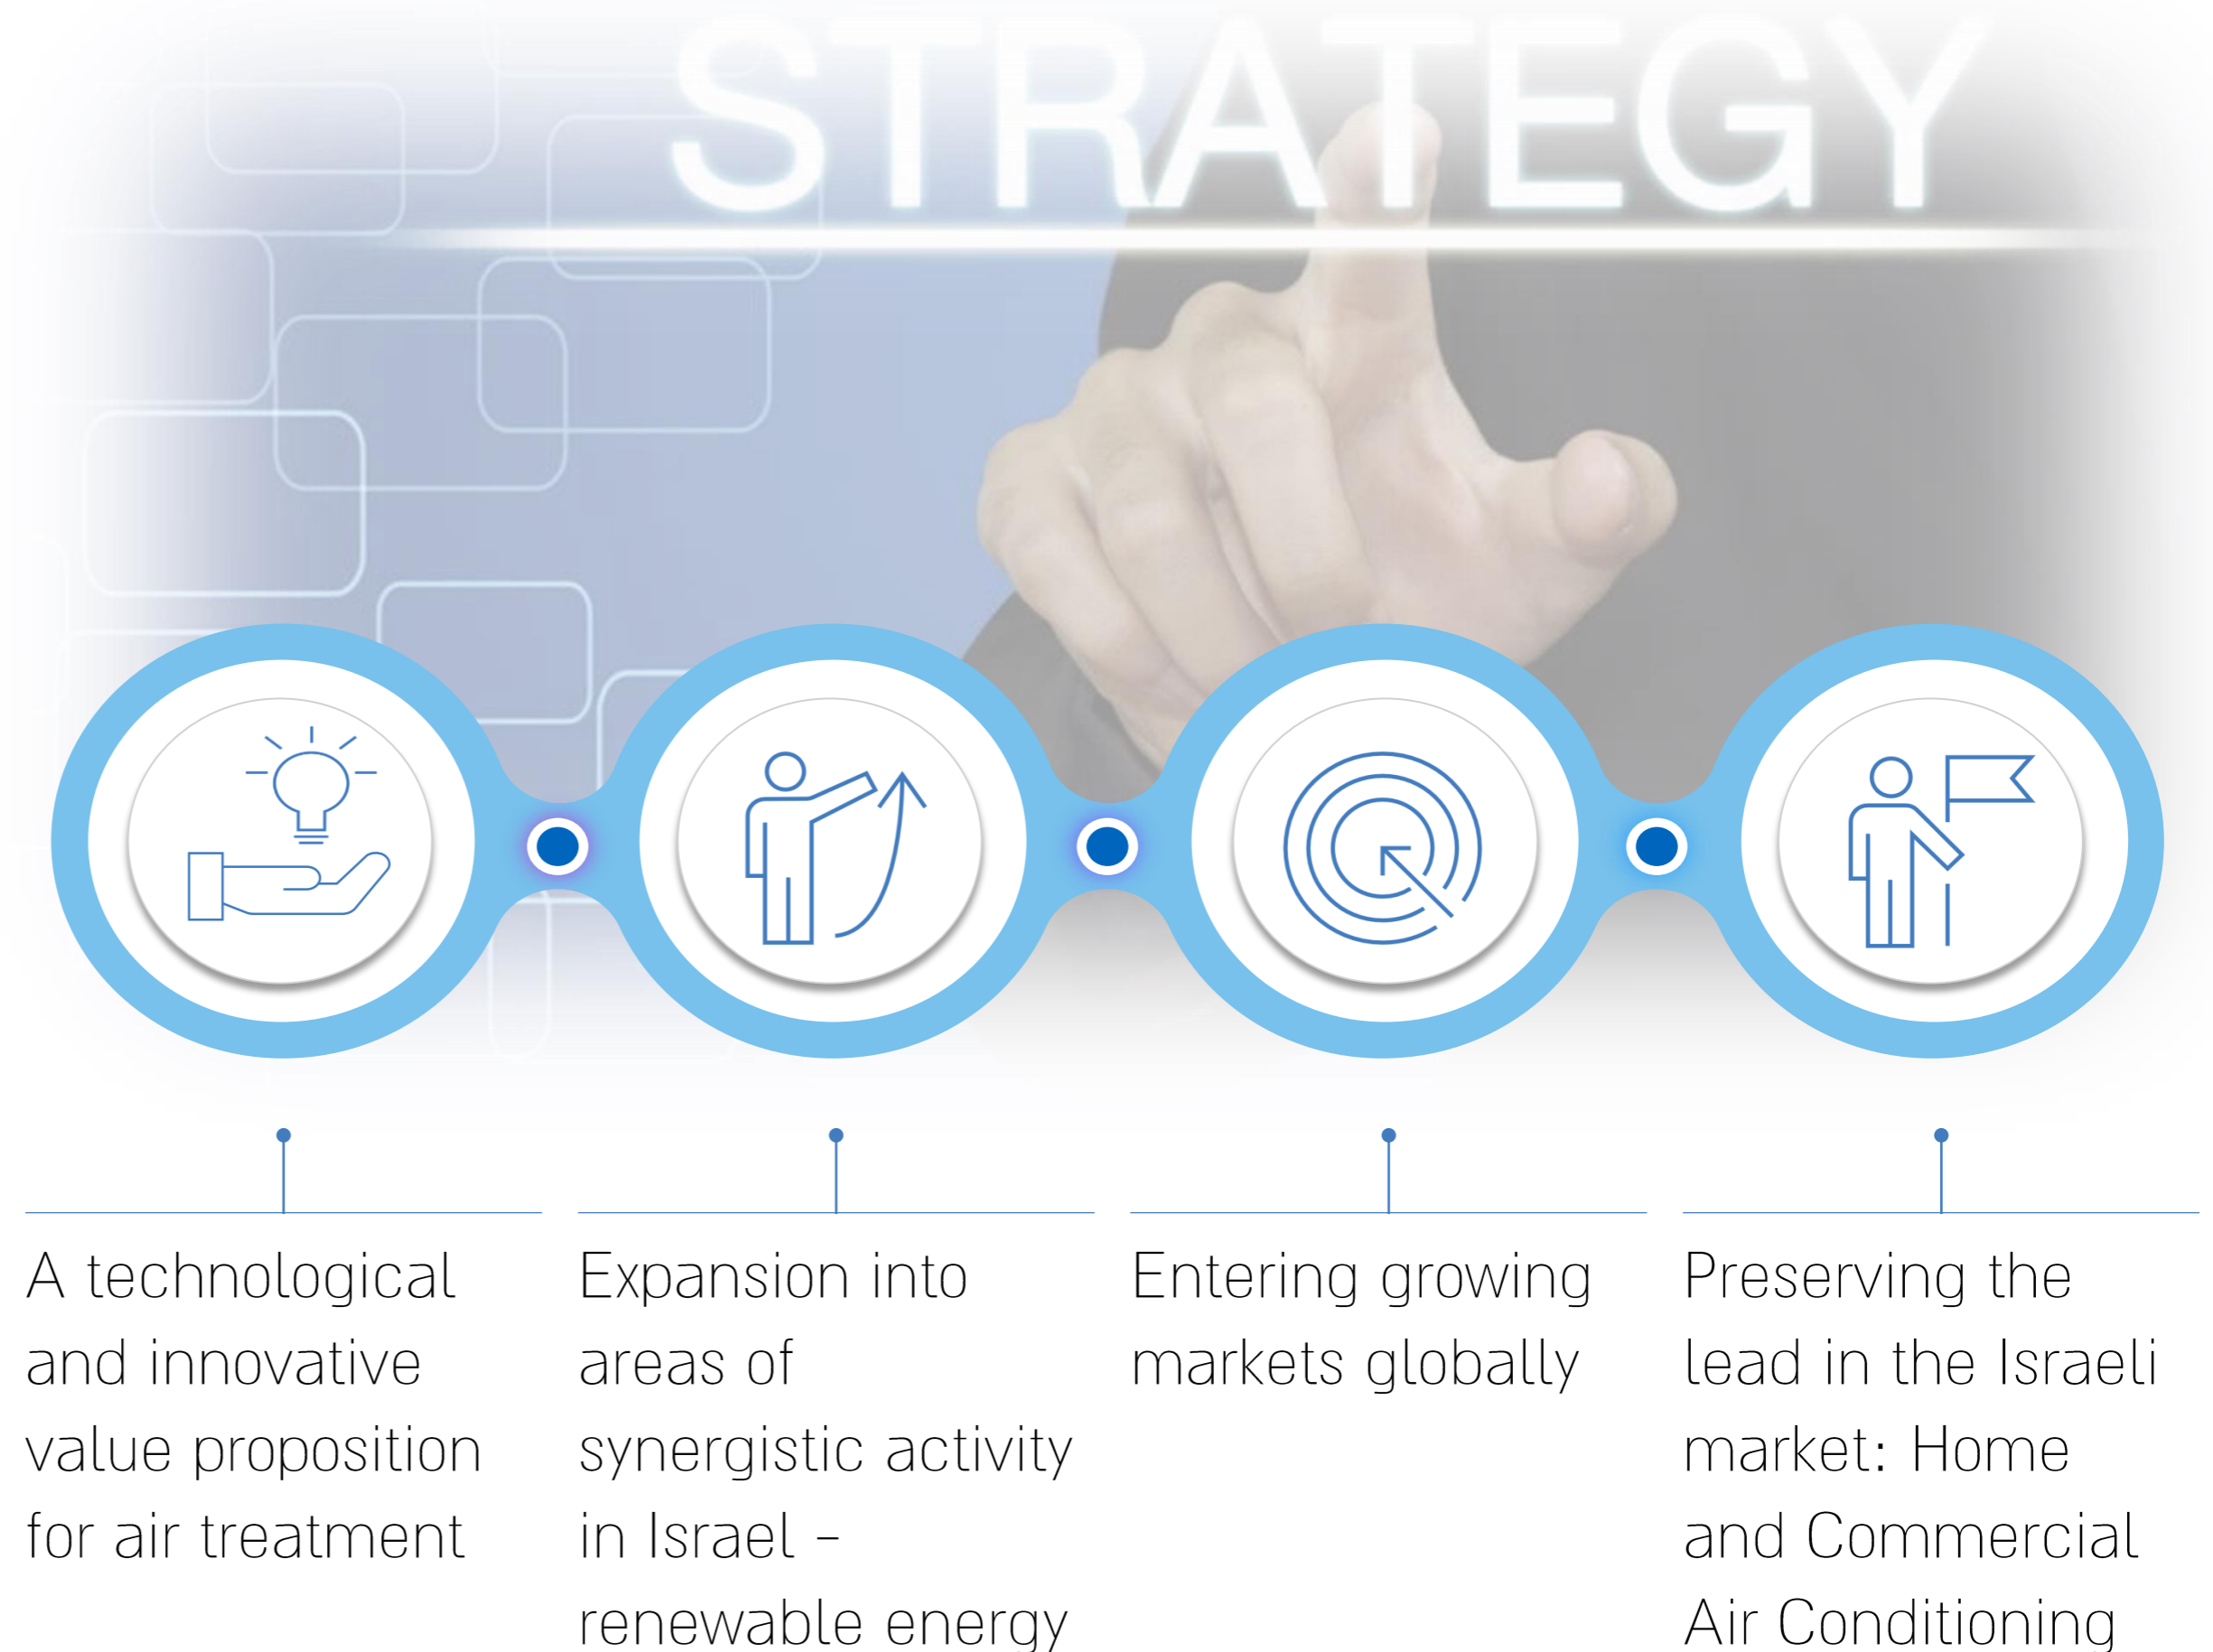 STRATEGY
A technological
and innovative
value proposition
for air treatment
Expansion into
areas of
synergistic activity
in Israel –
renewable energy
Entering growing
markets globally
Preserving the
lead in the Israeli
market: Home
and Commercial
Air Conditioning